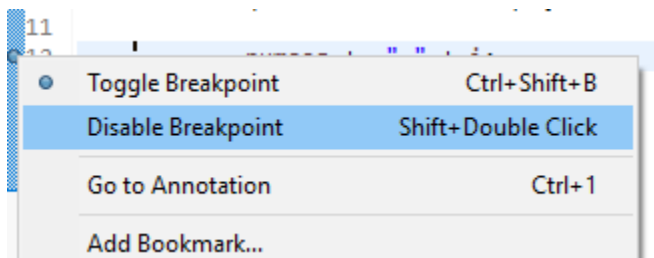 11
Toggle Breakpoint Ctrl+Shift+B
Disable Breakpoint Shift+Double Click
Go to Annotation Ctrl+1
Add Bookmark...